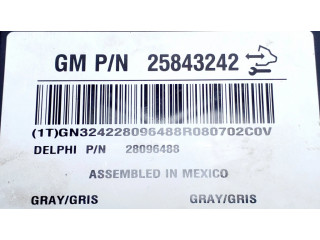 GM P/N 25843242
(1T)GN324228096488R080702C0V
DELPHI P/N 28096488
ASSEMBLED IN MEXICO
GRAY/GRIS GRAY/GRIS